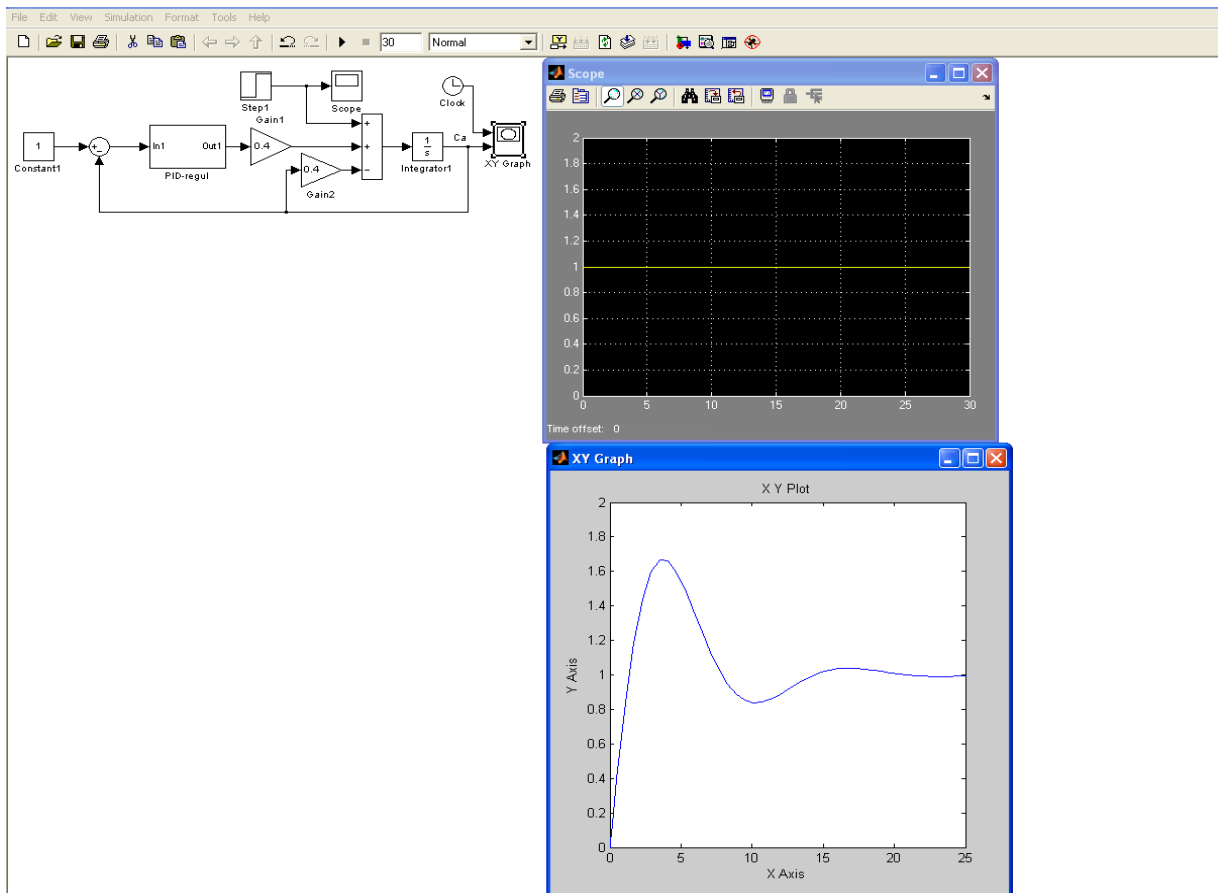 File Edit View Simulation Format Tools Help
30 Normal
Step1
Scope
Clock
Gain1
1
Constant1
+
-
In1 Out1
PID-regul
0.4
0.4
Gain2
+
+
-
1
s
Integrator1
Ca
XY Graph
Scope
2
1.8
1.6
1.4
1.2
1
0.8
0.6
0.4
0.2
0
0 5 10 15 20 25 30
Time offset: 0
XY Graph
X Y Plot
Y Axis
2
1.8
1.6
1.4
1.2
1
0.8
0.6
0.4
0.2
0
0 5 10 15 20 25
X Axis